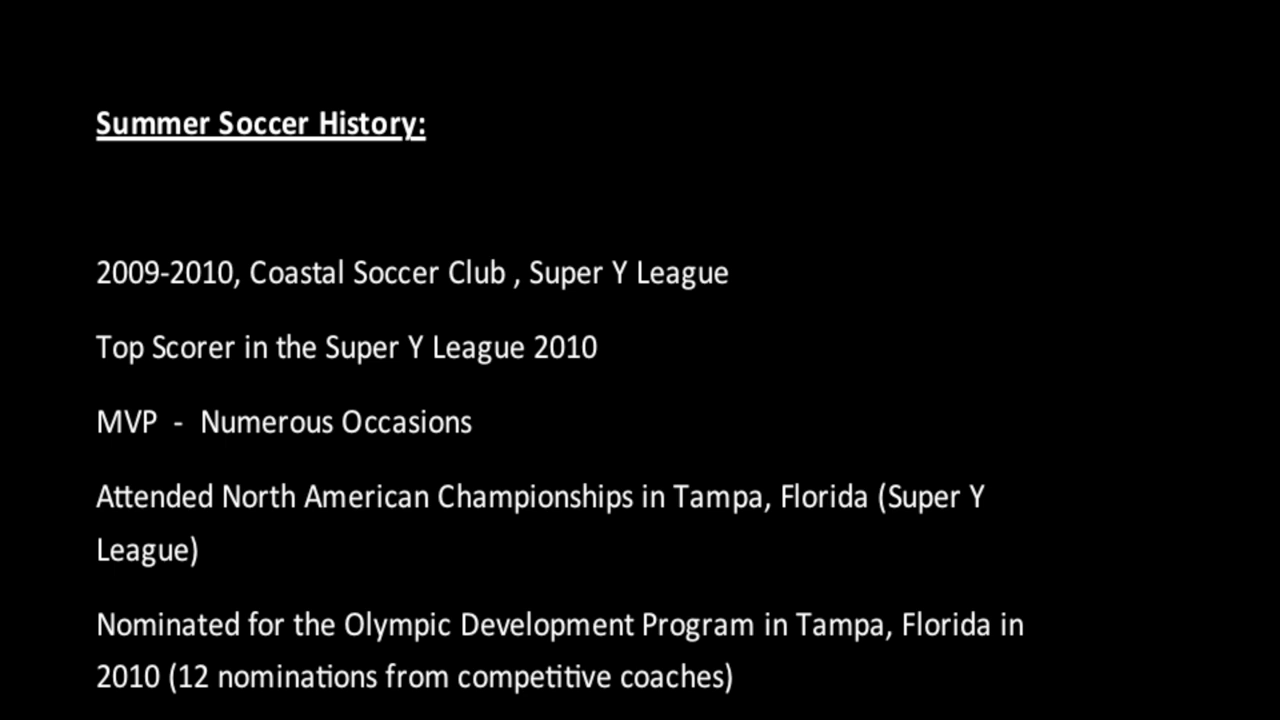 Summer Soccer History:
2009-2010, Coastal Soccer Club , Super Y League
Top Scorer in the Super Y League 2010
MVP  -  Numerous Occasions
Attended North American Championships in Tampa, Florida (Super Y
League)
Nominated for the Olympic Development Program in Tampa, Florida in
2010 (12 nominations from competitive coaches)